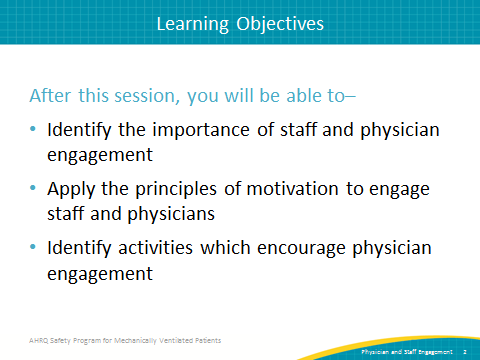 Learning Objectives
After this session, you will be able to–
• Identify the importance of staff and physician
engagement
• Apply the principles of motivation to engage
staff and physicians
• Identify activities which encourage physician
engagement
AHRQ Safety Program for Mechanically Ventilated Patients
Physician and Staff Engagement 2